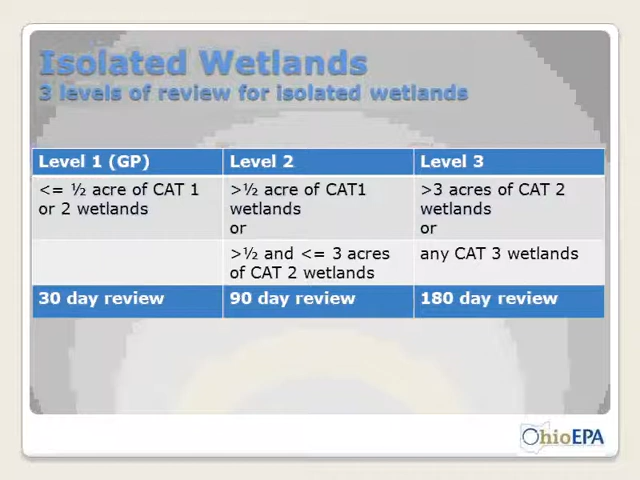 Isolated Wetlands
3 levels of review for isolated wetlands
Level 1 (GP)
Level 2
Level 3
<= ½ acre of CAT 1
or 2 wetlands
>½ acre of CAT1
wetlands
or
>3 acres of CAT 2
wetlands
or
>½ and <= 3 acres
of CAT 2 wetlands
any CAT 3 wetlands
30 day review
90 day review
180 day review
OhioEPA